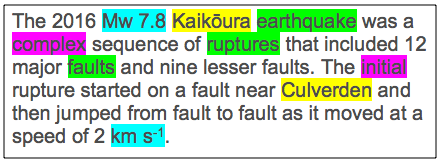 The 2016 Mw 7.8 Kaikōura earthquake was a
complex sequence of ruptures that included 12
major faults and nine lesser faults. The initial
rupture started on a fault near Culverden and
then jumped from fault to fault as it moved at a
speed of 2 km s⁻¹.